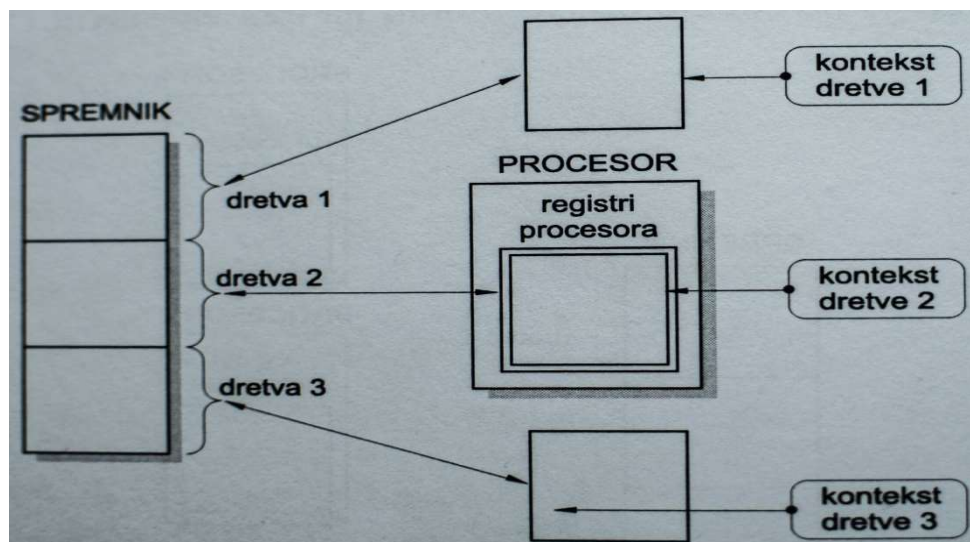 SPREMNIK
dretva 1
dretva 2
dretva 3
PROCESOR
registri
procesora
kontekst
dretve 1
kontekst
dretve 2
kontekst
dretve 3